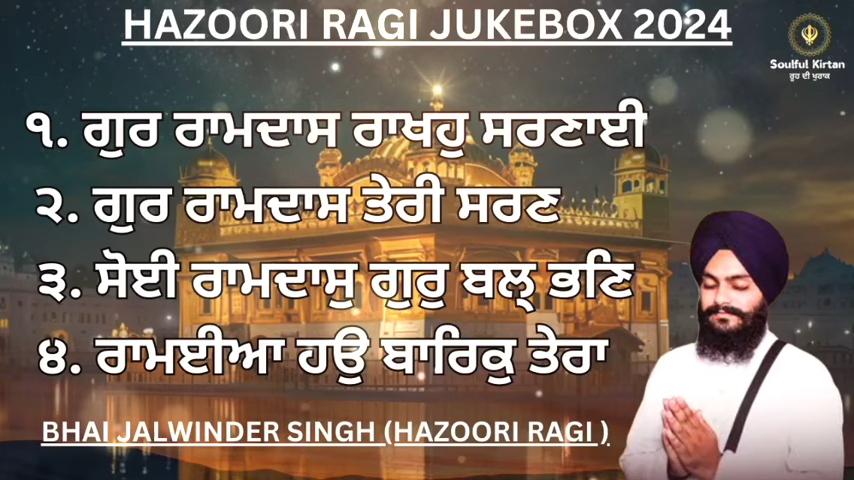 HAZOORI RAGI JUKEBOX 2024
Soulful Kirtan
ਰੂਹ ਦੀ ਖੁਰਾਕ
੧. ਗੁਰ ਰਾਮਦਾਸ ਰਾਖਹੁ ਸਰਣਾਈ
੨. ਗੁਰ ਰਾਮਦਾਸ ਤੇਰੀ ਸਰਣ
੩. ਸੋਈ ਰਾਮਦਾਸੁ ਗੁਰੁ ਬਲੵ ਭਣਿ
੪. ਰਾਮਈਆ ਹਉ ਬਾਰਿਕੁ ਤੇਰਾ
BHAI JALWINDER SINGH (HAZOORI RAGI )